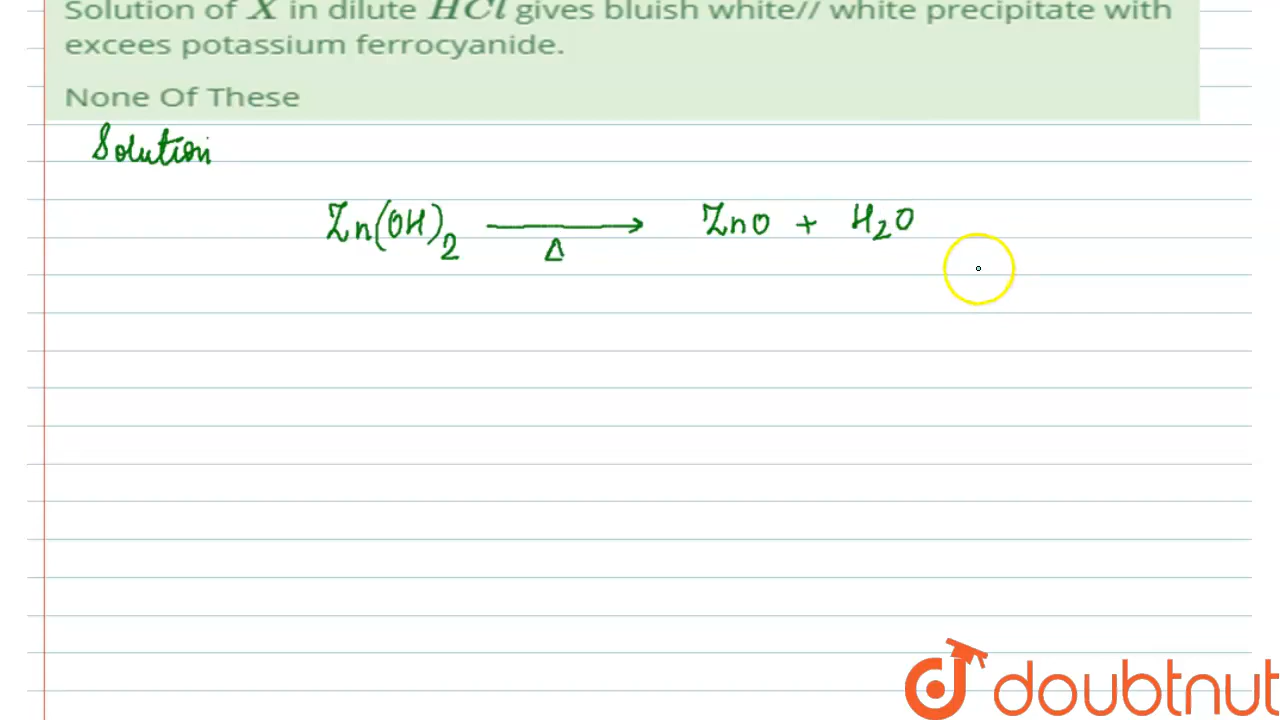 Solution of X in dilute HCl gives bluish white// white precipitate with
excees potassium ferrocyanide.
None Of These
Solution
Zn(OH)₂ ⟶ ZnO + H₂O
Δ
doubtnut